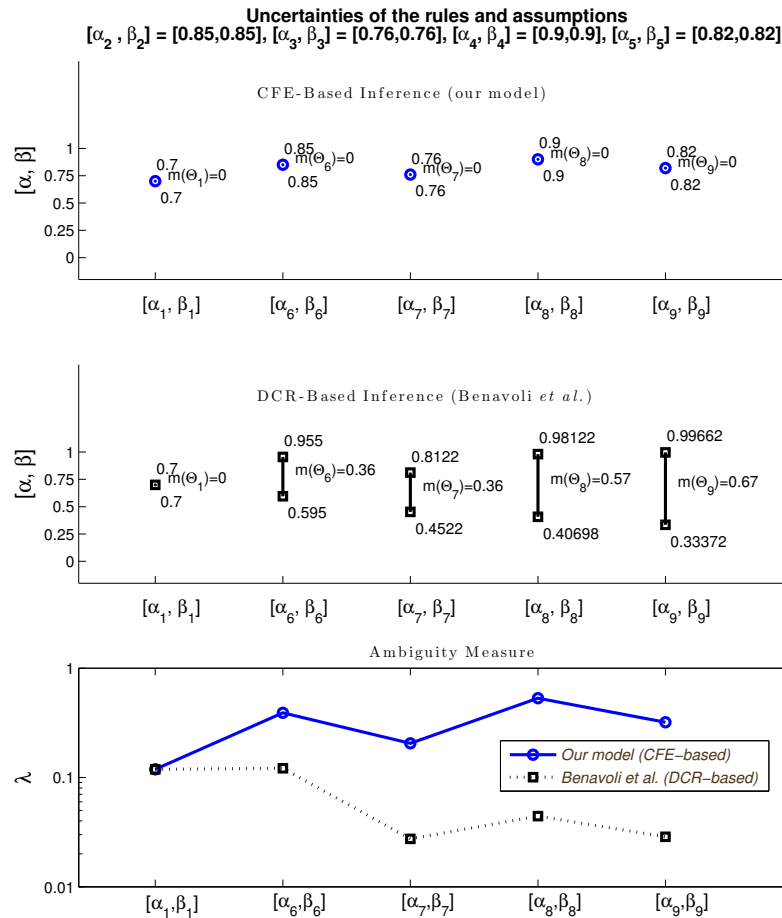 Uncertainties of the rules and assumptions
[α₂ , β₂] = [0.85,0.85], [α₃, β₃] = [0.76,0.76], [α₄, β₄] = [0.9,0.9], [α₅, β₅] = [0.82,0.82]
CFE-Based Inference (our model)
[α, β]
1
0.75
0.5
0.25
0
0.7
m(Θ₁)=0
0.7
0.85
m(Θ₆)=0
0.85
0.76
m(Θ₇)=0
0.76
0.9
m(Θ₈)=0
0.9
0.82
m(Θ₉)=0
0.82
[α₁, β₁] [α₆, β₆] [α₇, β₇] [α₈, β₈] [α₉, β₉]
DCR-Based Inference (Benavoli et al.)
[α, β]
1
0.75
0.5
0.25
0
0.7
m(Θ₁)=0
0.7
0.955
m(Θ₆)=0.36
0.595
0.8122
m(Θ₇)=0.36
0.4522
0.98122
m(Θ₈)=0.57
0.40698
0.99662
m(Θ₉)=0.67
0.33372
[α₁, β₁] [α₆, β₆] [α₇, β₇] [α₈, β₈] [α₉, β₉]
Ambiguity Measure
λ
1
0.1
0.01
Our model (CFE−based)
Benavoli et al. (DCR−based)
[α₁,β₁] [α₆,β₆] [α₇,β₇] [α₈,β₈] [α₉,β₉]